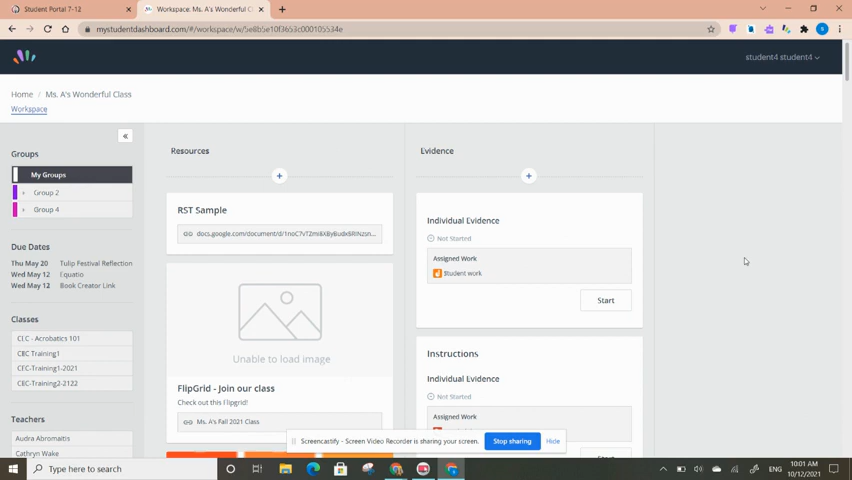 Student Portal 7-12
Workspace: Ms. A's Wonderful Cl
mystudentdashboard.com/#/workspace/w/5e8b5e10f3653c000105534e
student4 student4
Home / Ms. A's Wonderful Class
Workspace
Groups
My Groups
Group 2
Group 4
Due Dates
Thu May 20 Tulip Festival Reflection
Wed May 12 Equatio
Wed May 12 Book Creator Link
Classes
CEC - Acrobatics 101
CBC Training1
CEC-Training1-2021
CEC-Training2-2122
Teachers
Audra Abromaitis
Cathryn Wake
Resources
RST Sample
Unable to load image
FlipGrid - Join our class
Check out this Flipgrid!
Ms. A's Fall 2021 Class
Evidence
Individual Evidence
Not Started
Assigned Work
Student work
Start
Instructions
Individual Evidence
Not Started
Assigned Work
Screencastify - Screen Video Recorder is sharing your screen.
Stop sharing
Hide
Type here to search
ENG
10:01 AM
10/12/2021